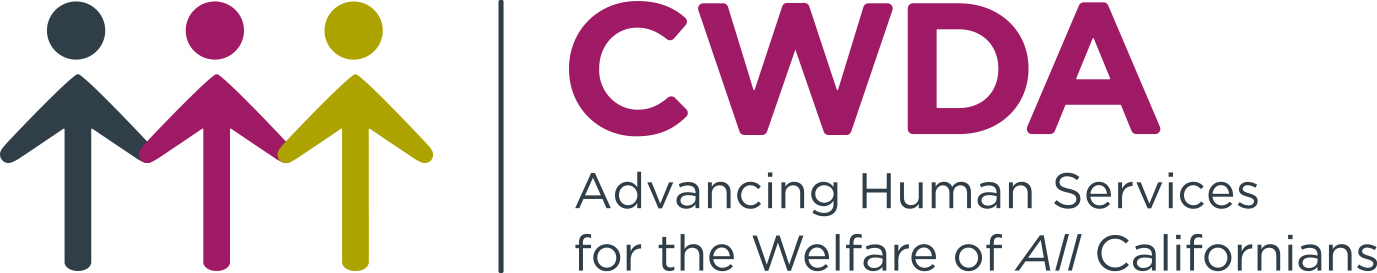 CWDA
Advancing Human Services
for the Welfare of All Californians